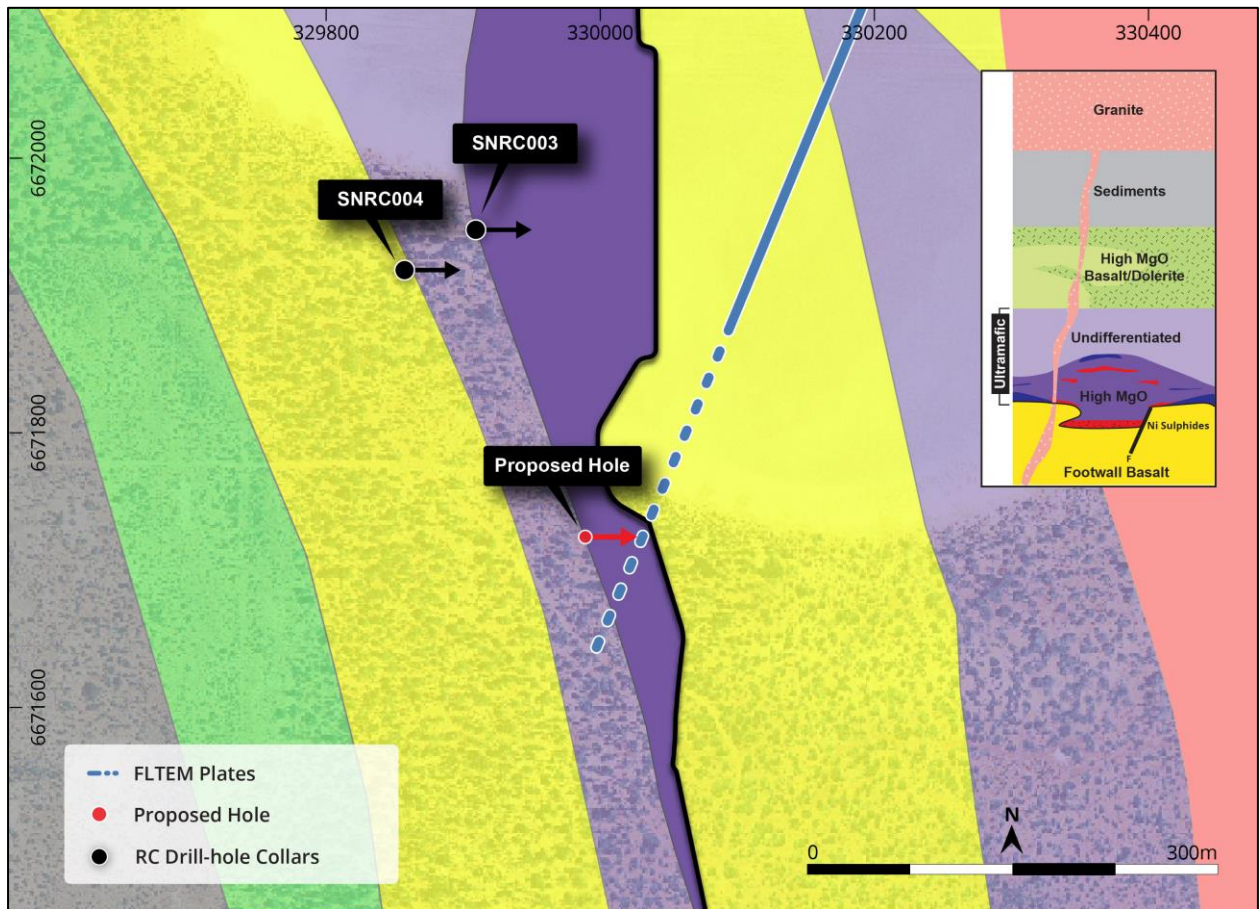 329800
330000
330200
330400
6672000
6671800
6671600
SNRC003
SNRC004
Proposed Hole
Granite
Sediments
High MgO
Basalt/Dolerite
Ultramafic
Undifferentiated
High MgO
Ni Sulphides
F
Footwall Basalt
FLTEM Plates
Proposed Hole
RC Drill-hole Collars
N
0
300m